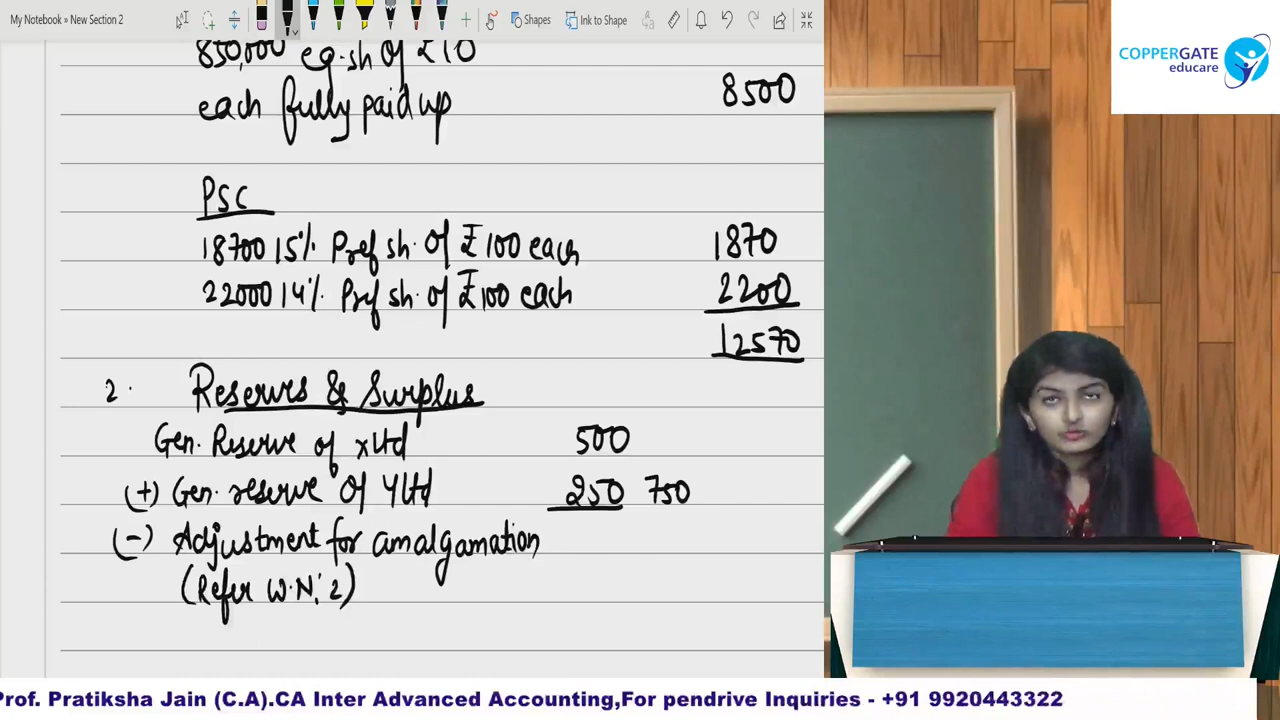 My Notebook » New Section 2
Shapes
Ink to Shape
COPPERGATE
educare
850,000 eq.sh of ₹10
each fully paid up 8500
PSC
18700 15% Pref sh. of ₹100 each 1870
22000 14% Pref sh. of ₹100 each 2200
12570
2. Reserves & Surplus
Gen. Reserve of x Ltd 500
(+) Gen. reserve of Y Ltd 250 750
(-) Adjustment for amalgamation
(Refer W.N: 2)
Prof. Pratiksha Jain (C.A).CA Inter Advanced Accounting,For pendrive Inquiries - +91 9920443322